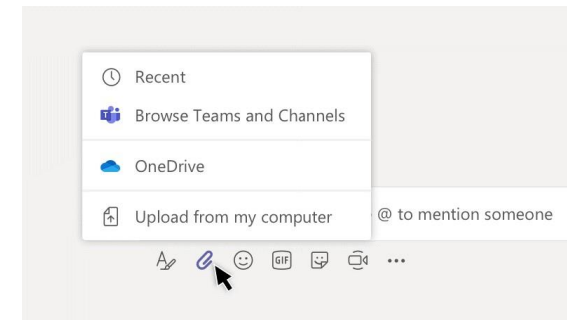 Recent
Browse Teams and Channels
OneDrive
Upload from my computer
@ to mention someone
GIF